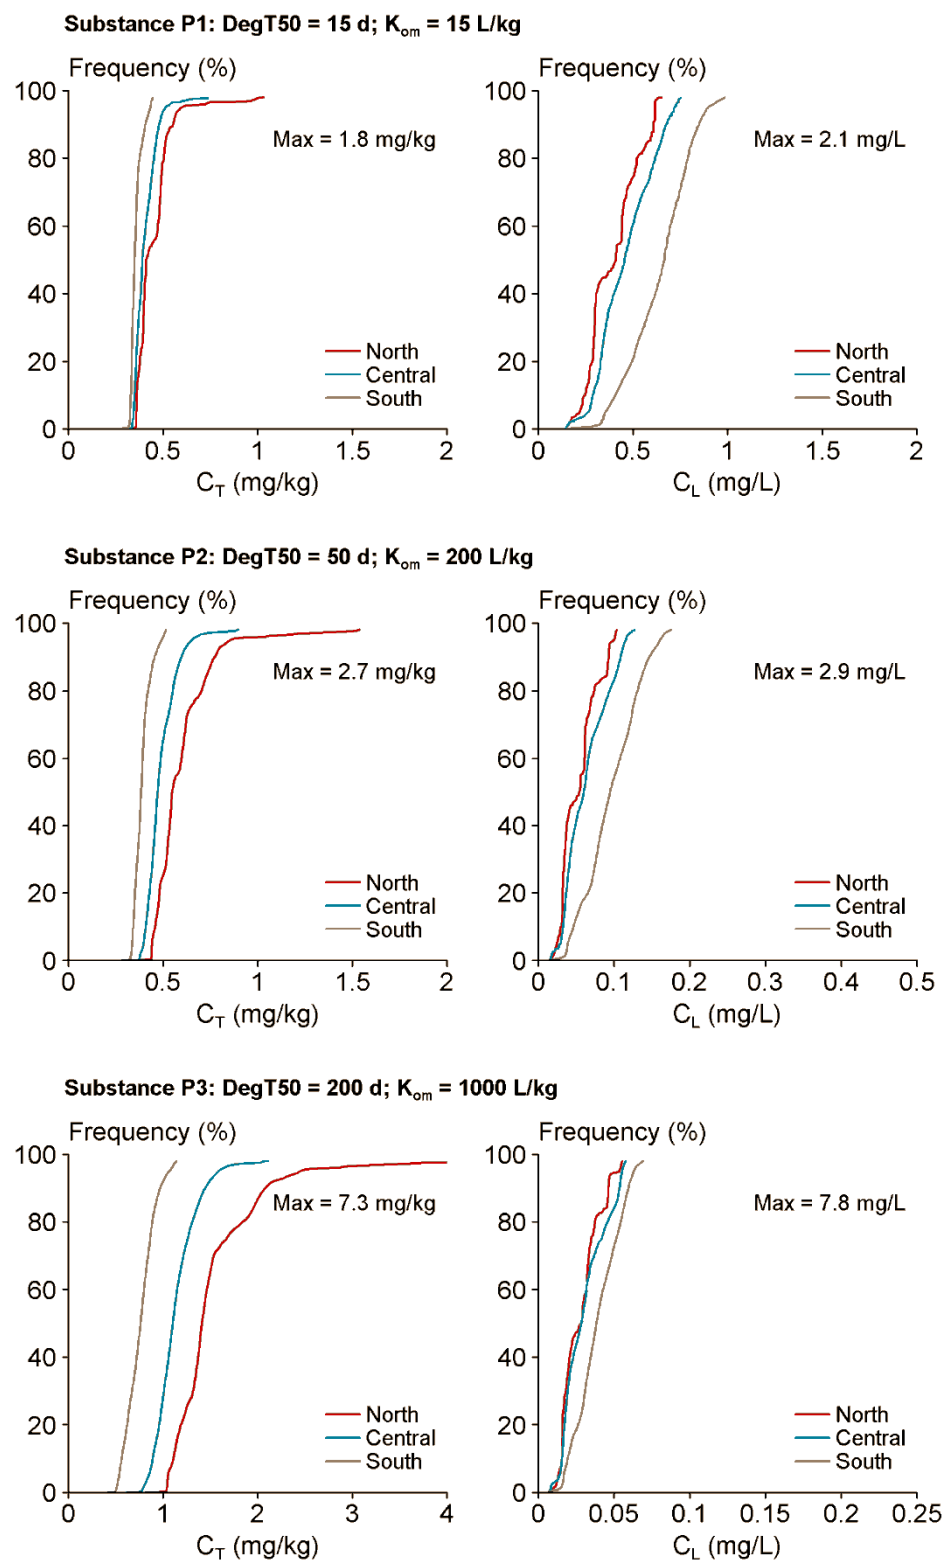 Substance P1: DegT50 = 15 d; Kom = 15 L/kg
Frequency (%)
100
80
60
40
20
0
Max = 1.8 mg/kg
North
Central
South
0 0.5 1 1.5 2
CT (mg/kg)
Frequency (%)
100
80
60
40
20
0
Max = 2.1 mg/L
North
Central
South
0 0.5 1 1.5 2
CL (mg/L)
Substance P2: DegT50 = 50 d; Kom = 200 L/kg
Frequency (%)
100
80
60
40
20
0
Max = 2.7 mg/kg
North
Central
South
0 0.5 1 1.5 2
CT (mg/kg)
Frequency (%)
100
80
60
40
20
0
Max = 2.9 mg/L
North
Central
South
0 0.1 0.2 0.3 0.4 0.5
CL (mg/L)
Substance P3: DegT50 = 200 d; Kom = 1000 L/kg
Frequency (%)
100
80
60
40
20
0
Max = 7.3 mg/kg
North
Central
South
0 1 2 3 4
CT (mg/kg)
Frequency (%)
100
80
60
40
20
0
Max = 7.8 mg/L
North
Central
South
0 0.05 0.1 0.15 0.2 0.25
CL (mg/L)